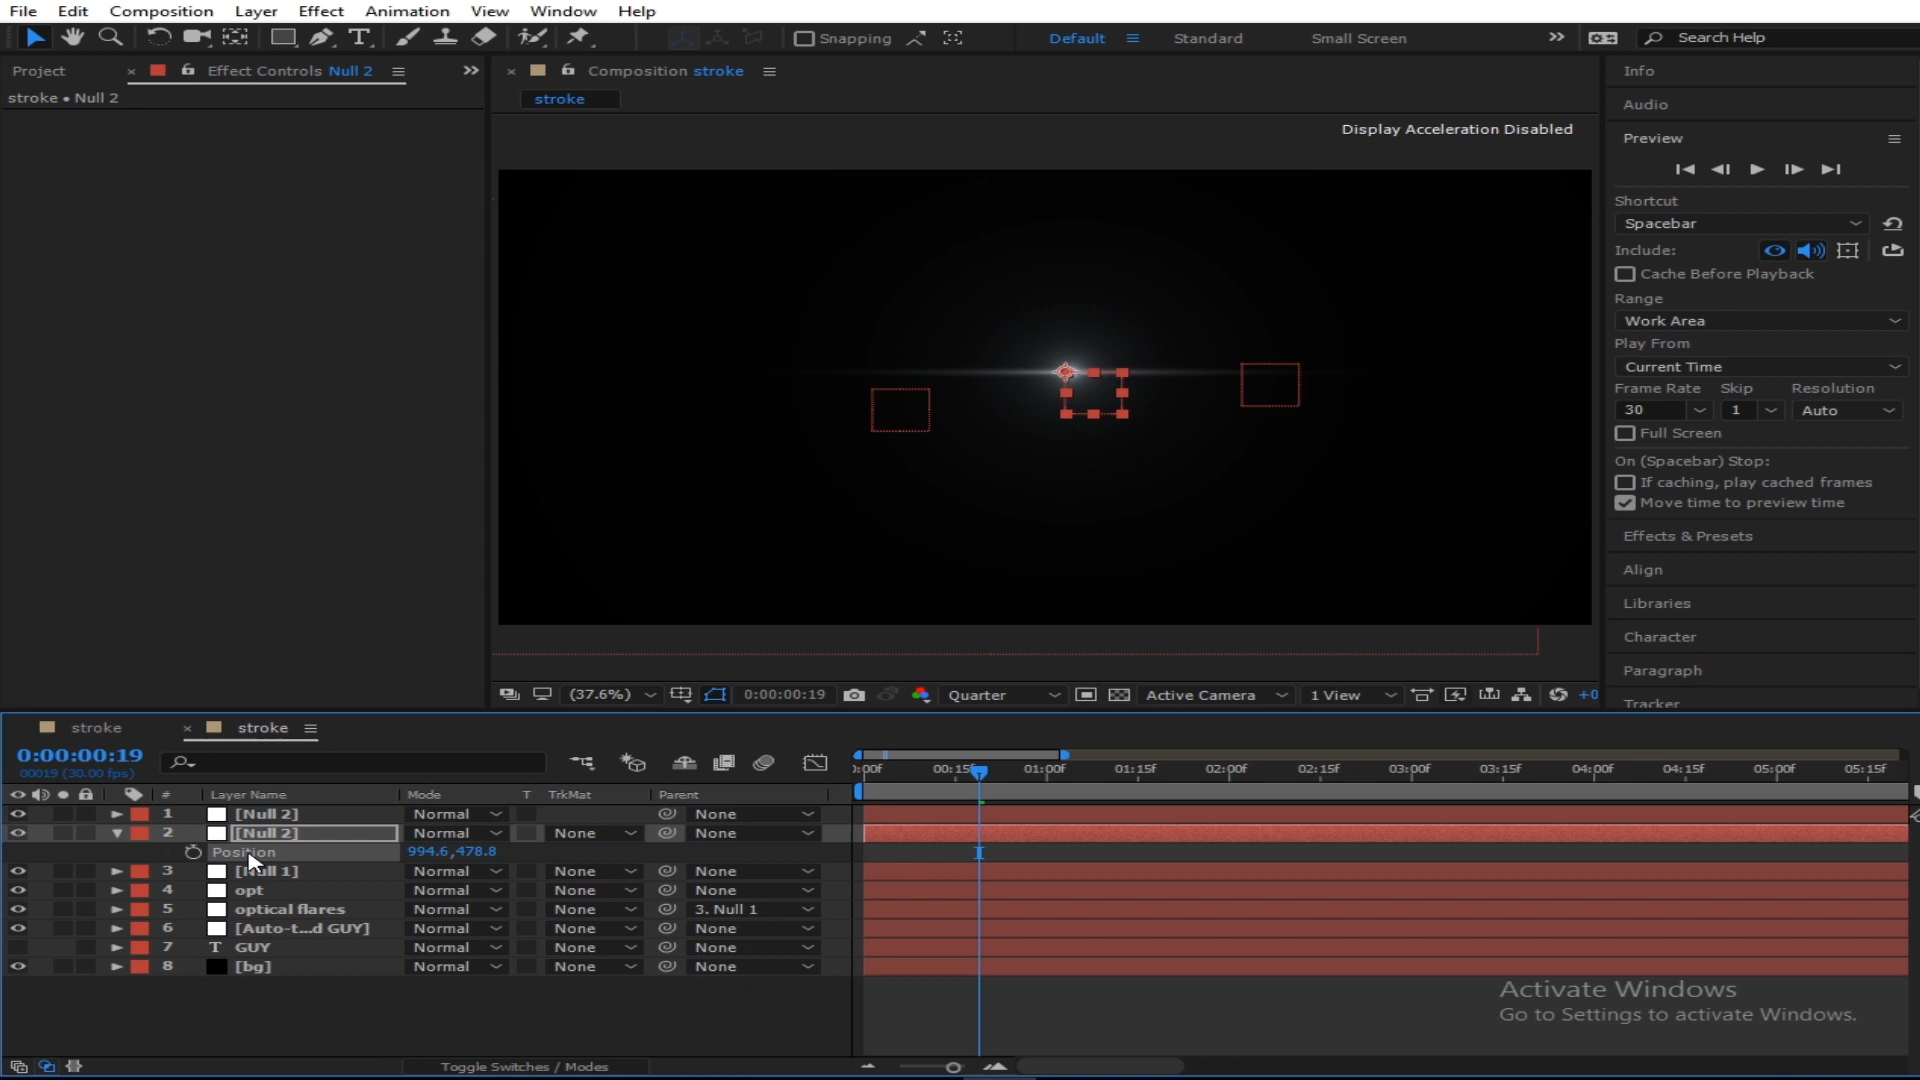 File Edit Composition Layer Effect Animation View Window Help
Snapping Default Standard Small Screen Search Help
Project Effect Controls Null 2 Composition stroke Info
stroke • Null 2
stroke
Audio
Display Acceleration Disabled
Preview
Shortcut
Spacebar
Include:
Cache Before Playback
Range
Work Area
Play From
Current Time
Frame Rate Skip Resolution
30 1 Auto
Full Screen
On (Spacebar) Stop:
If caching, play cached frames
Move time to preview time
Effects & Presets
Align
Libraries
Character
Paragraph
Tracker
(37.6%) 0:00:00:19 Quarter Active Camera 1 View +0
stroke stroke
0:00:00:19
00019 (30.00 fps)
):00f 00:15f 01:00f 01:15f 02:00f 02:15f 03:00f 03:15f 04:00f 04:15f 05:00f 05:15f
# Layer Name Mode T TrkMat Parent
1 [Null 2] Normal None
2 [Null 2] Normal None None
Position 994.6,478.8
3 [Null 1] Normal None None
4 opt Normal None None
5 optical flares Normal None 3. Null 1
6 [Auto-t...d GUY] Normal None None
7 T GUY Normal None None
8 [bg] Normal None None
Activate Windows
Go to Settings to activate Windows.
Toggle Switches / Modes